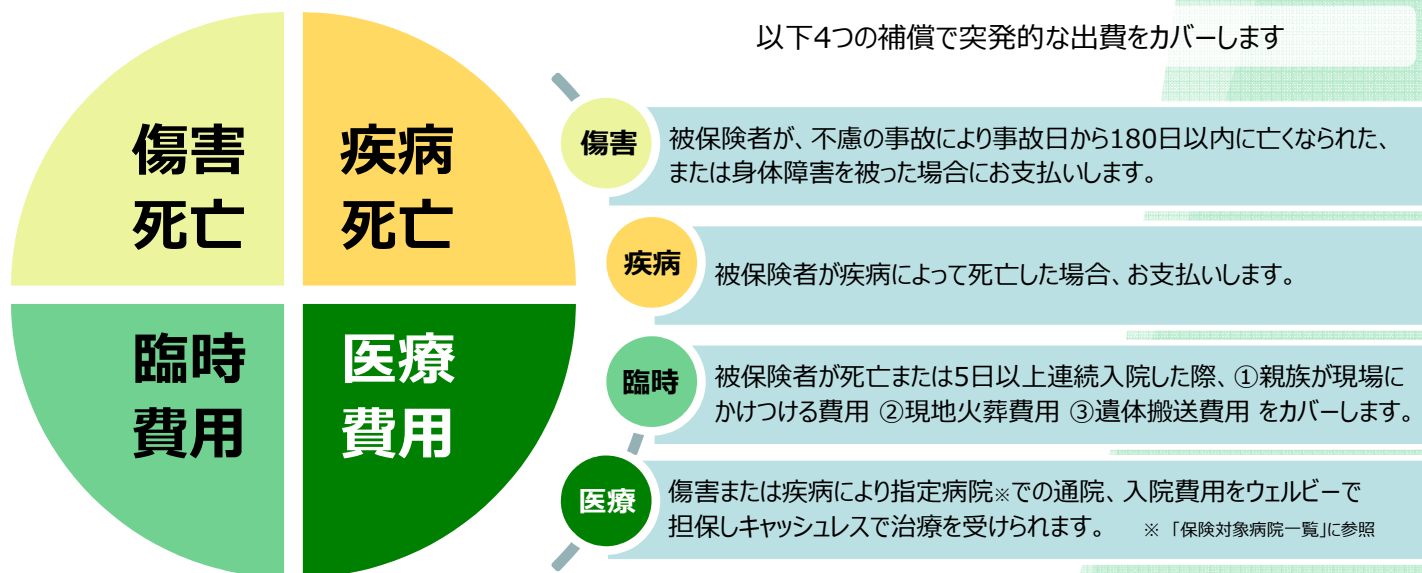 以下4つの補償で突発的な出費をカバーします
傷害
死亡
疾病
死亡
臨時
費用
医療
費用
傷害
被保険者が、不慮の事故により事故日から180日以内に亡くなられた、
または身体障害を被った場合にお支払いします。
疾病
被保険者が疾病によって死亡した場合、お支払いします。
臨時
被保険者が死亡または5日以上連続入院した際、①親族が現場に
かけつける費用 ②現地火葬費用 ③遺体搬送費用 をカバーします。
医療
傷害または疾病により指定病院※での通院、入院費用をウェルビーで
担保しキャッシュレスで治療を受けられます。 ※ 「保険対象病院一覧」に参照